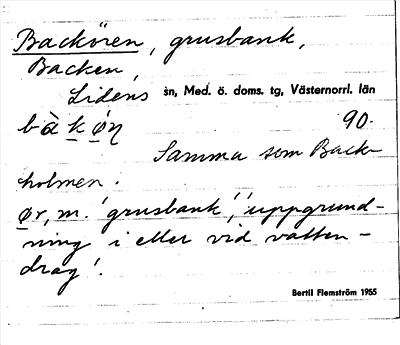 Backören, grusbank,
Backen,
Lidens sn, Med. ö. doms. tg, Västernorrl. län
bàkøn 90.
Samma som Back-
holmen.
ør, m. 'grusbank', 'uppgrund-
ning i eller vid vatten-
drag'.
Bertil Flemström 1955